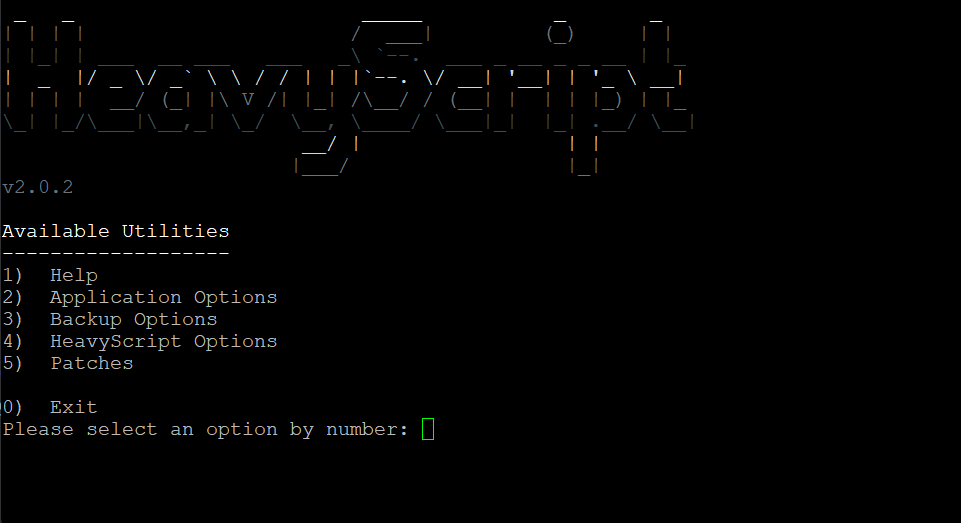 HeavyScript
v2.0.2
Available Utilities
-------------------
1) Help
2) Application Options
3) Backup Options
4) HeavyScript Options
5) Patches
0) Exit
Please select an option by number: